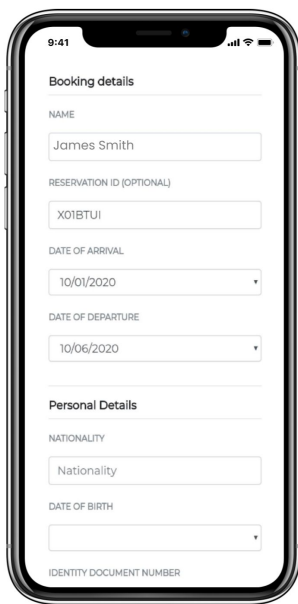 9:41
Booking details
NAME
James Smith
RESERVATION ID (OPTIONAL)
X01BTUI
DATE OF ARRIVAL
10/01/2020
DATE OF DEPARTURE
10/06/2020
Personal Details
NATIONALITY
Nationality
DATE OF BIRTH
IDENTITY DOCUMENT NUMBER